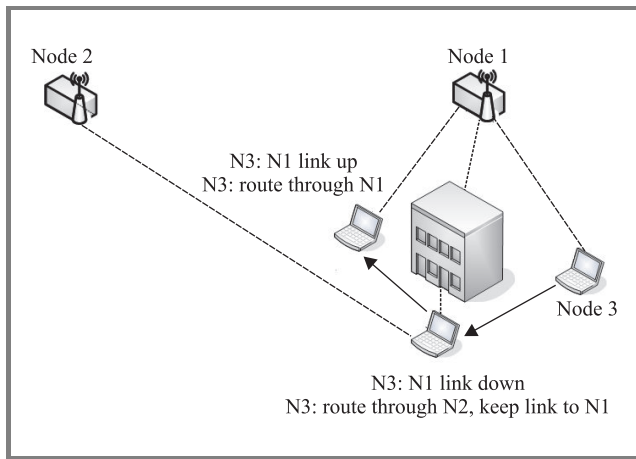 Node 2
Node 1
N3: N1 link up
N3: route through N1
Node 3
N3: N1 link down
N3: route through N2, keep link to N1